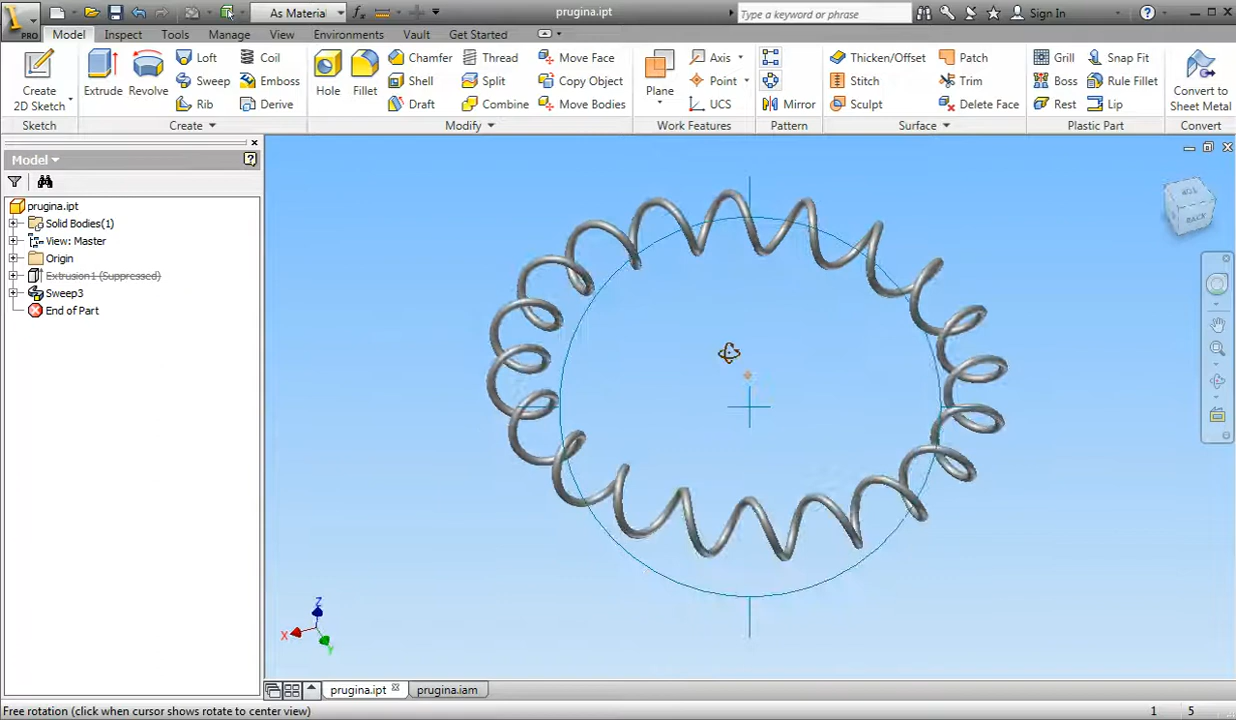 PRO
As Material
prugina.ipt
Type a keyword or phrase
Sign In
Model
Inspect
Tools
Manage
View
Environments
Vault
Get Started
Create
2D Sketch
Sketch
Extrude
Revolve
Loft
Sweep
Rib
Coil
Emboss
Derive
Create
Hole
Fillet
Chamfer
Shell
Draft
Thread
Split
Combine
Move Face
Copy Object
Move Bodies
Modify
Plane
Axis
Point
UCS
Work Features
Mirror
Pattern
Thicken/Offset
Stitch
Sculpt
Patch
Trim
Delete Face
Surface
Grill
Boss
Rest
Snap Fit
Rule Fillet
Lip
Plastic Part
Convert to
Sheet Metal
Convert
Model
prugina.ipt
Solid Bodies(1)
View: Master
Origin
Extrusion1 (Suppressed)
Sweep3
End of Part
TOP
BACK
Z
X
Y
prugina.ipt
prugina.iam
Free rotation (click when cursor shows rotate to center view)
1
5